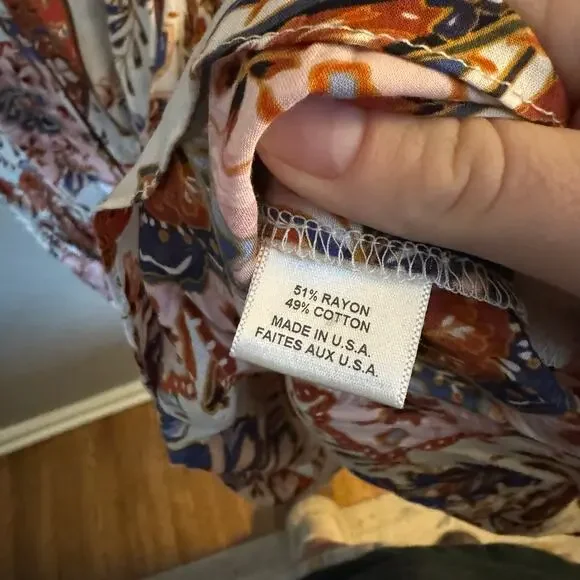 51% RAYON
49% COTTON
MADE IN U.S.A.
FAITES AUX U.S.A.